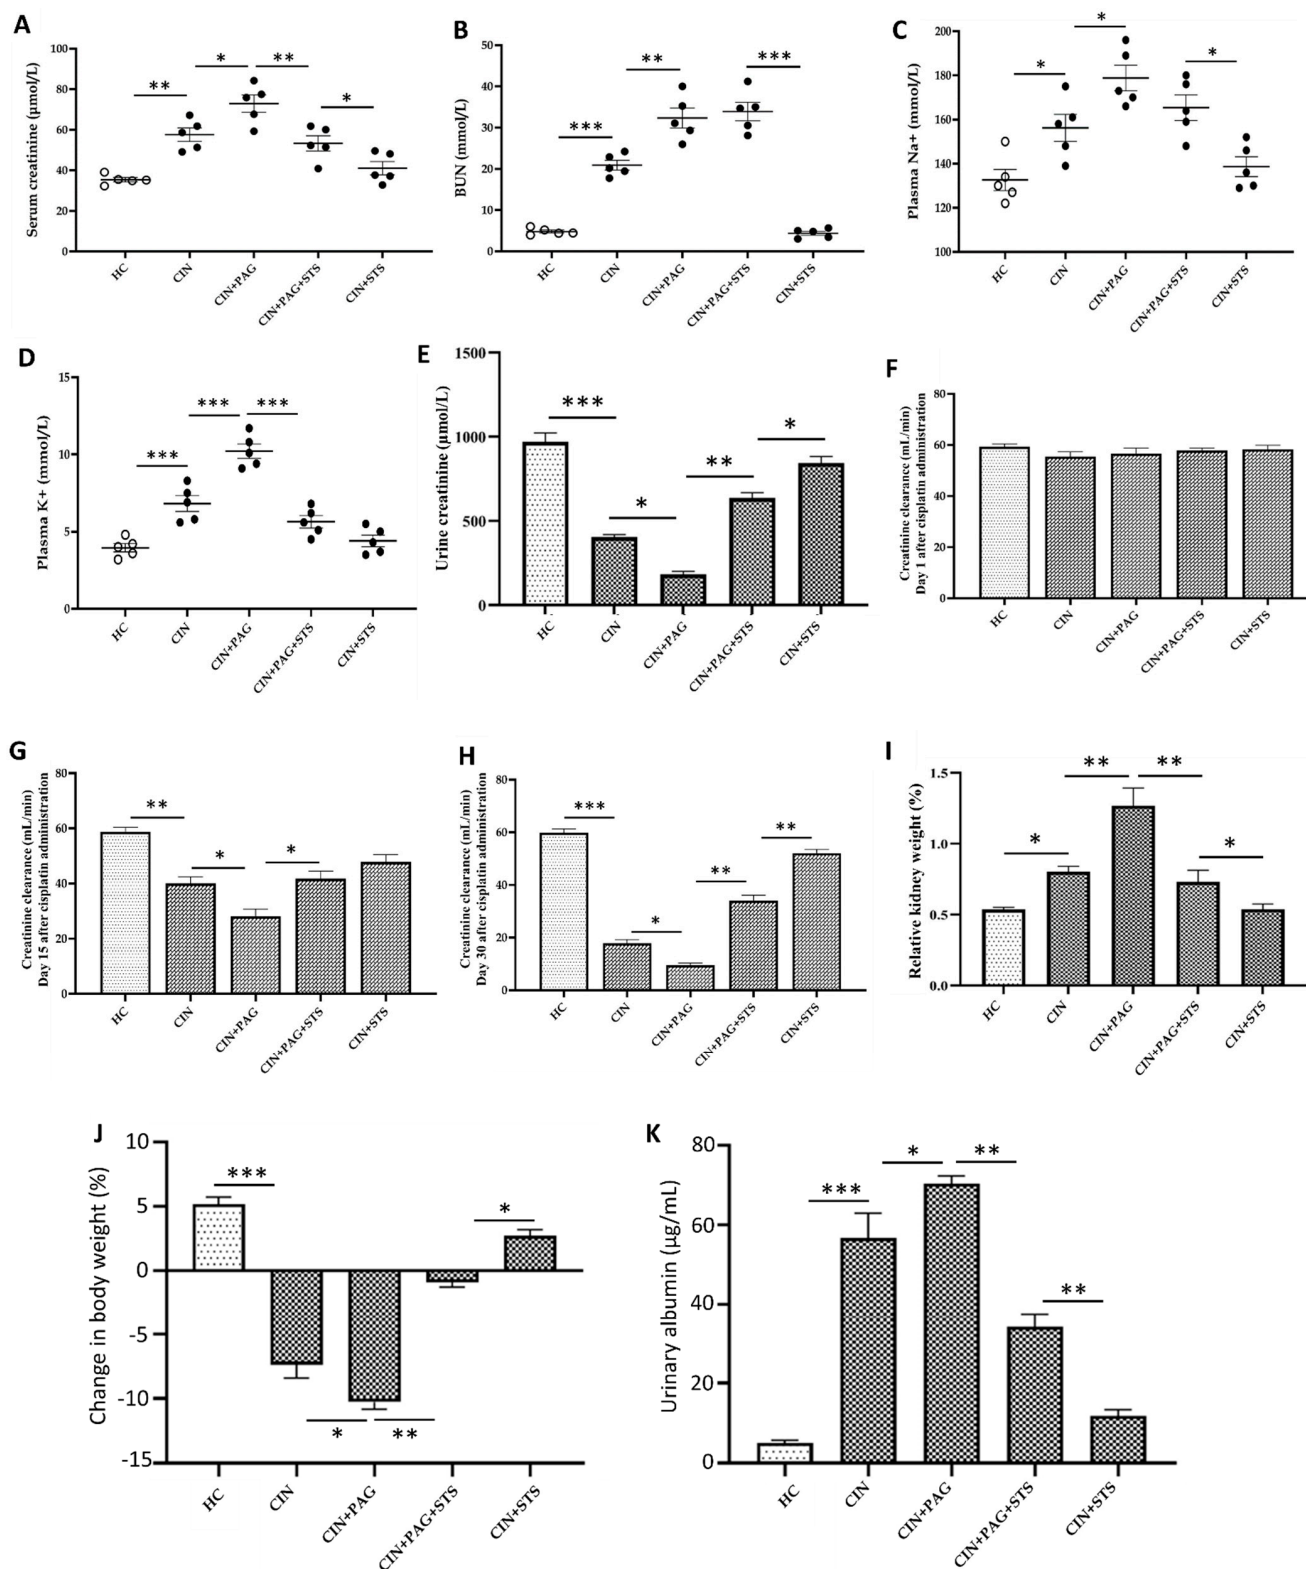 A
Serum creatinine (µmol/L)
100
80
60
40
20
0
**
*
**
*
HC
CIN
CIN+PAG
CIN+PAG+STS
CIN+STS
B
BUN (mmol/L)
50
40
30
20
10
0
***
**
***
HC
CIN
CIN+PAG
CIN+PAG+STS
CIN+STS
C
Plasma Na+ (mmol/L)
200
180
160
140
120
100
*
*
*
HC
CIN
CIN+PAG
CIN+PAG+STS
CIN+STS
D
Plasma K+ (mmol/L)
15
10
5
0
***
***
***
HC
CIN
CIN+PAG
CIN+PAG+STS
CIN+STS
E
Urine creatinine (µmol/L)
1500
1000
500
0
***
*
**
*
HC
CIN
CIN+PAG
CIN+PAG+STS
CIN+STS
F
Creatinine clearance (mL/min)
Day 1 after cisplatin administration
80
60
40
20
0
HC
CIN
CIN+PAG
CIN+PAG+STS
CIN+STS
G
Creatinine clearance (mL/min)
Day 15 after cisplatin administration
80
60
40
20
0
**
*
*
HC
CIN
CIN+PAG
CIN+PAG+STS
CIN+STS
H
Creatinine clearance (mL/min)
Day 30 after cisplatin administration
80
60
40
20
0
***
*
**
**
HC
CIN
CIN+PAG
CIN+PAG+STS
CIN+STS
I
Relative kidney weight (%)
1.5
1.0
0.5
0.0
*
**
**
*
HC
CIN
CIN+PAG
CIN+PAG+STS
CIN+STS
J
Change in body weight (%)
10
5
0
-5
-10
-15
***
*
**
*
HC
CIN
CIN+PAG
CIN+PAG+STS
CIN+STS
K
Urinary albumin (µg/mL)
80
60
40
20
0
***
*
**
**
HC
CIN
CIN+PAG
CIN+PAG+STS
CIN+STS